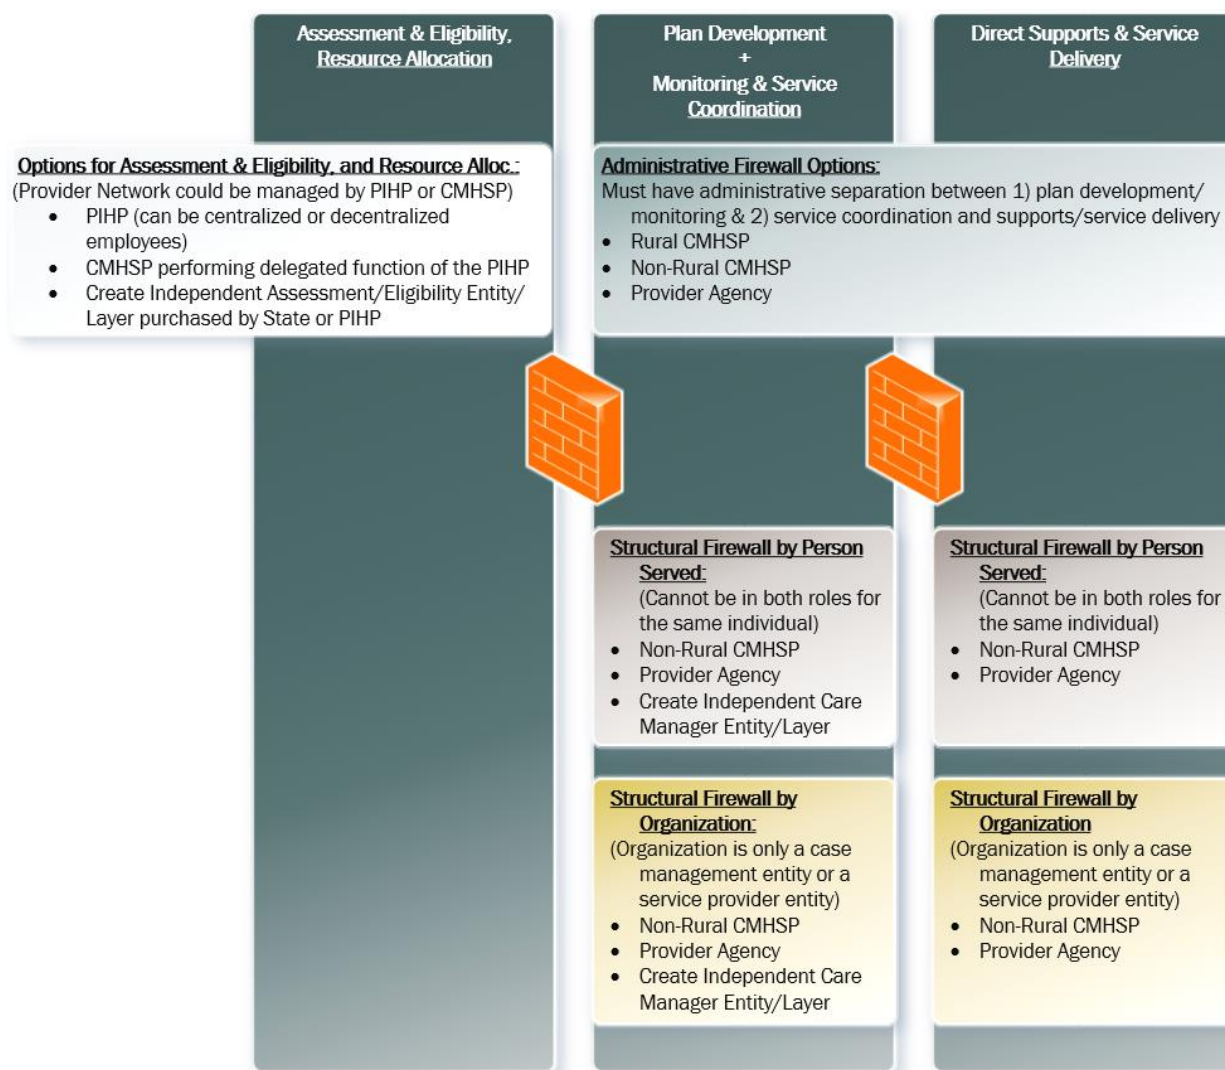 Assessment & Eligibility,
Resource Allocation
Plan Development
+
Monitoring & Service
Coordination
Direct Supports & Service
Delivery
Options for Assessment & Eligibility, and Resource Alloc.:
(Provider Network could be managed by PIHP or CMHSP)
• PIHP (can be centralized or decentralized
employees)
• CMHSP performing delegated function of the PIHP
• Create Independent Assessment/Eligibility Entity/
Layer purchased by State or PIHP
Administrative Firewall Options:
Must have administrative separation between 1) plan development/
monitoring & 2) service coordination and supports/service delivery
• Rural CMHSP
• Non-Rural CMHSP
• Provider Agency
Structural Firewall by Person
Served:
(Cannot be in both roles for
the same individual)
• Non-Rural CMHSP
• Provider Agency
• Create Independent Care
Manager Entity/Layer
Structural Firewall by Person
Served:
(Cannot be in both roles for
the same individual)
• Non-Rural CMHSP
• Provider Agency
Structural Firewall by
Organization:
(Organization is only a case
management entity or a
service provider entity)
• Non-Rural CMHSP
• Provider Agency
• Create Independent Care
Manager Entity/Layer
Structural Firewall by
Organization
(Organization is only a case
management entity or a
service provider entity)
• Non-Rural CMHSP
• Provider Agency